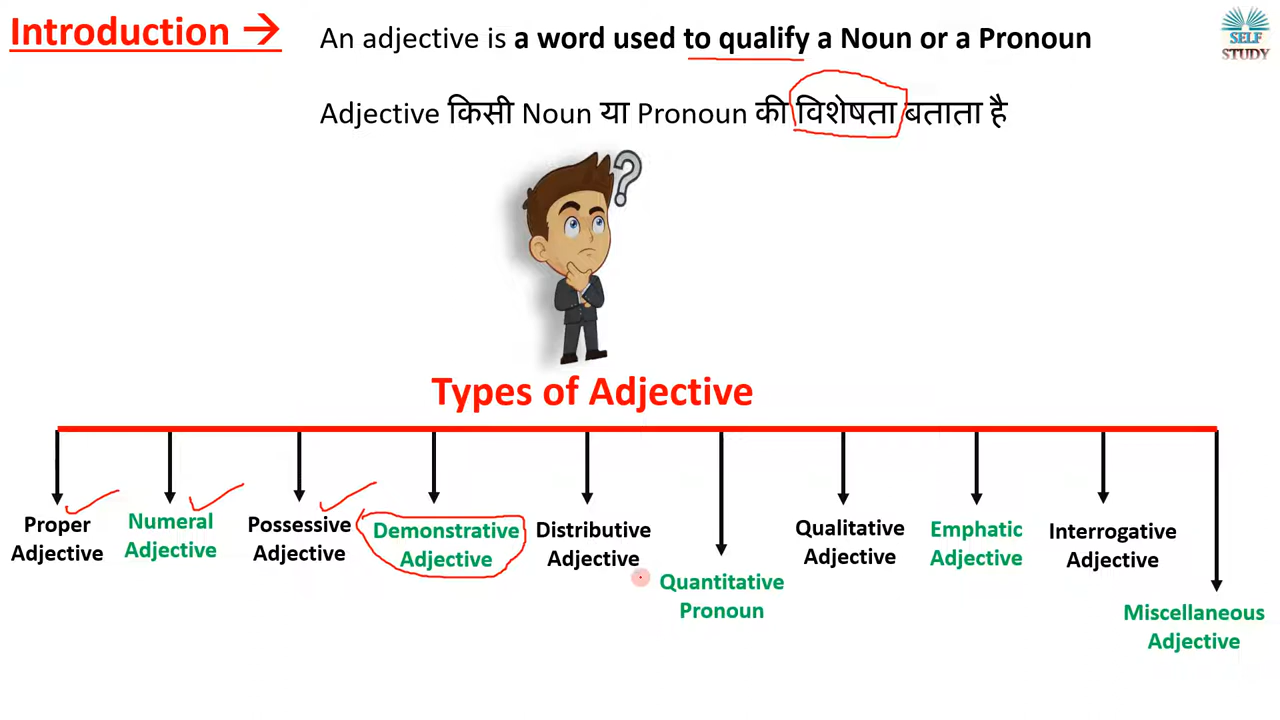 Introduction →
An adjective is a word used to qualify a Noun or a Pronoun
SELF
STUDY
Adjective किसी Noun या Pronoun की विशेषता बताता है
?
Types of Adjective
Proper
Adjective
Numeral
Adjective
Possessive
Adjective
Demonstrative
Adjective
Distributive
Adjective
Quantitative
Pronoun
Qualitative
Adjective
Emphatic
Adjective
Interrogative
Adjective
Miscellaneous
Adjective